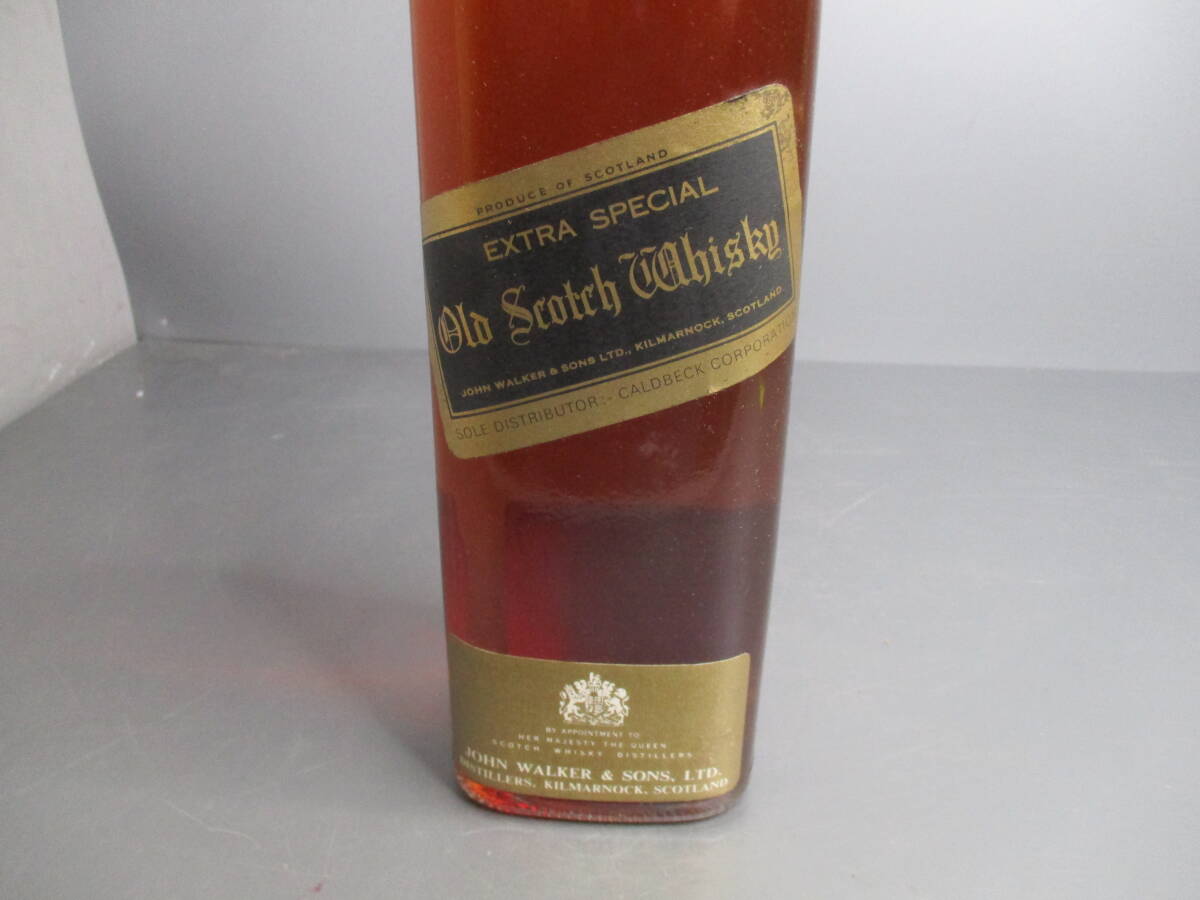 PRODUCE OF SCOTLAND
EXTRA SPECIAL
Old Scotch Whisky
JOHN WALKER & SONS LTD., KILMARNOCK, SCOTLAND.
SOLE DISTRIBUTOR:- CALDBECK CORPORATION
BY APPOINTMENT TO
HER MAJESTY THE QUEEN
SCOTCH WHISKY DISTILLERS
JOHN WALKER & SONS, LTD.
DISTILLERS, KILMARNOCK, SCOTLAND